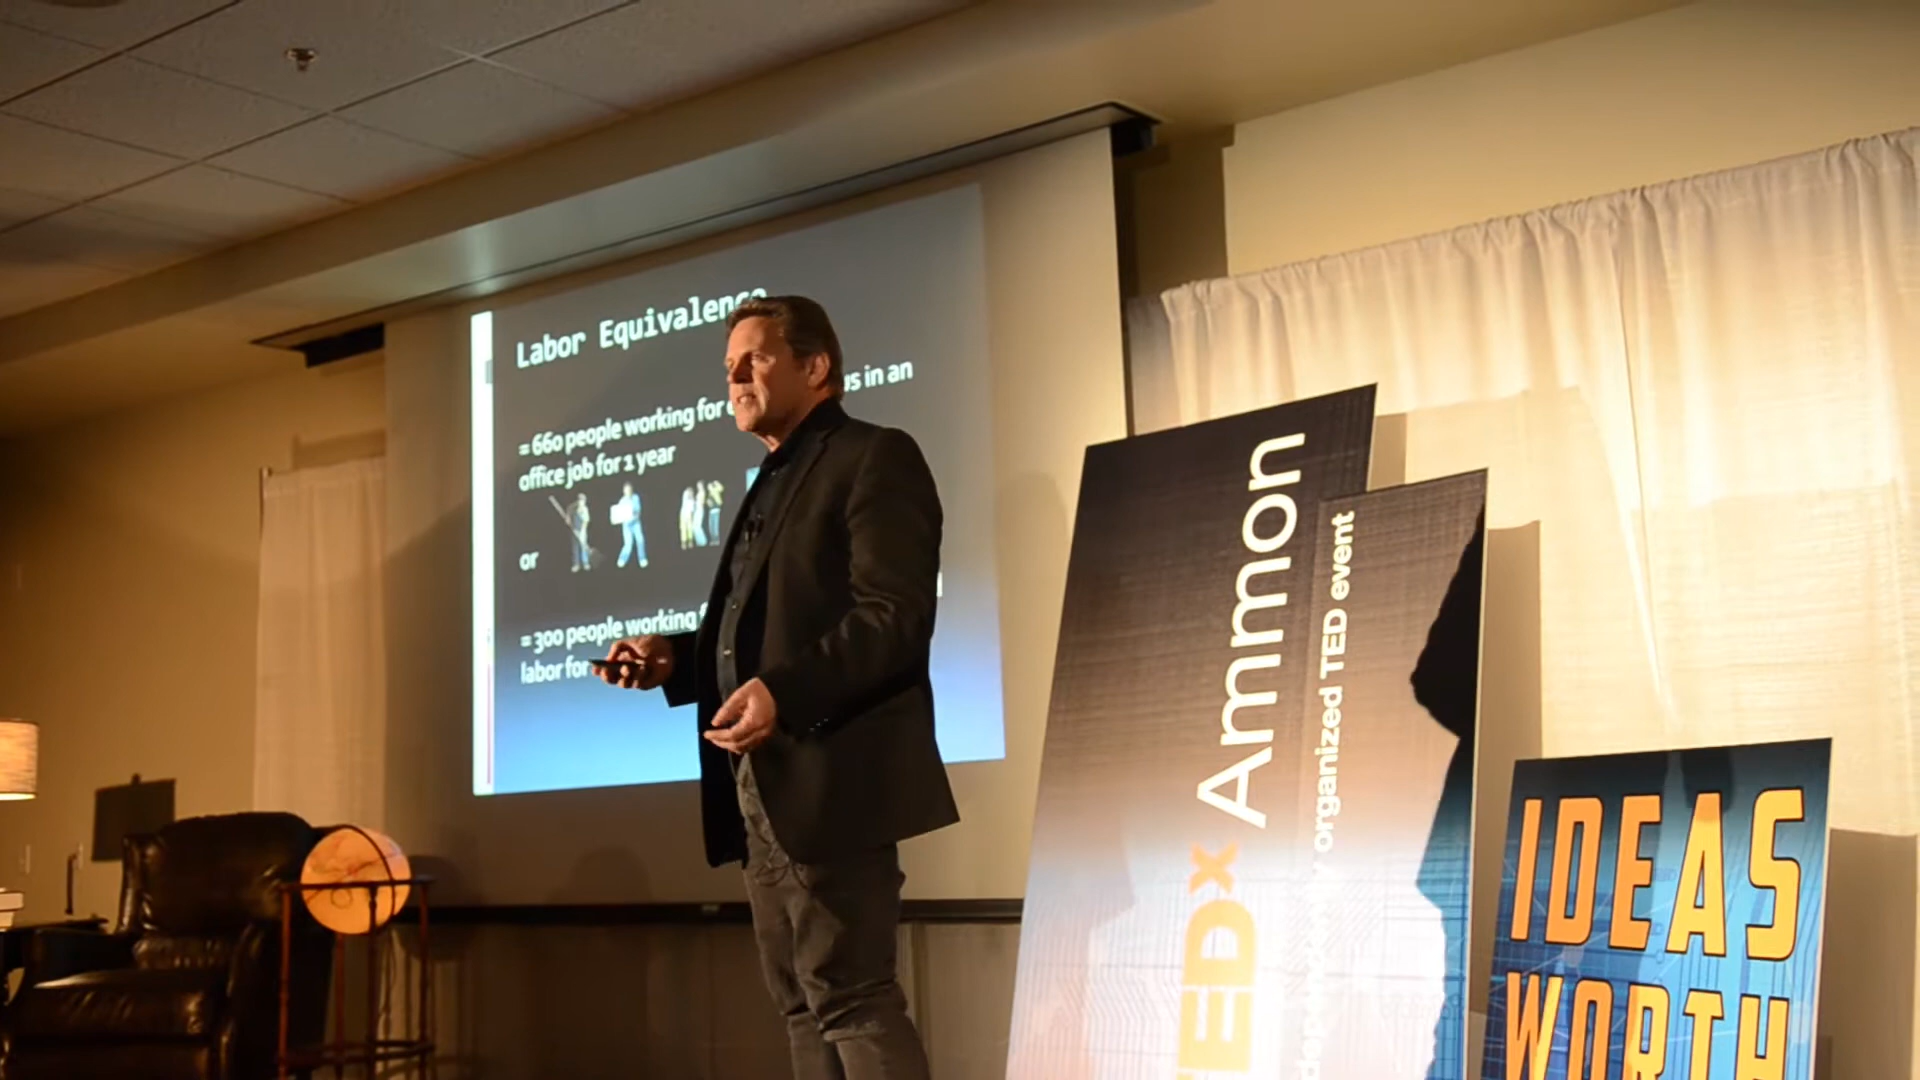 Labor Equivalence
= 660 people working for
us in an
office job for 1 year
or
= 300 people working
labor for
TEDx Ammon
organized TED event
IDEAS
WORTH